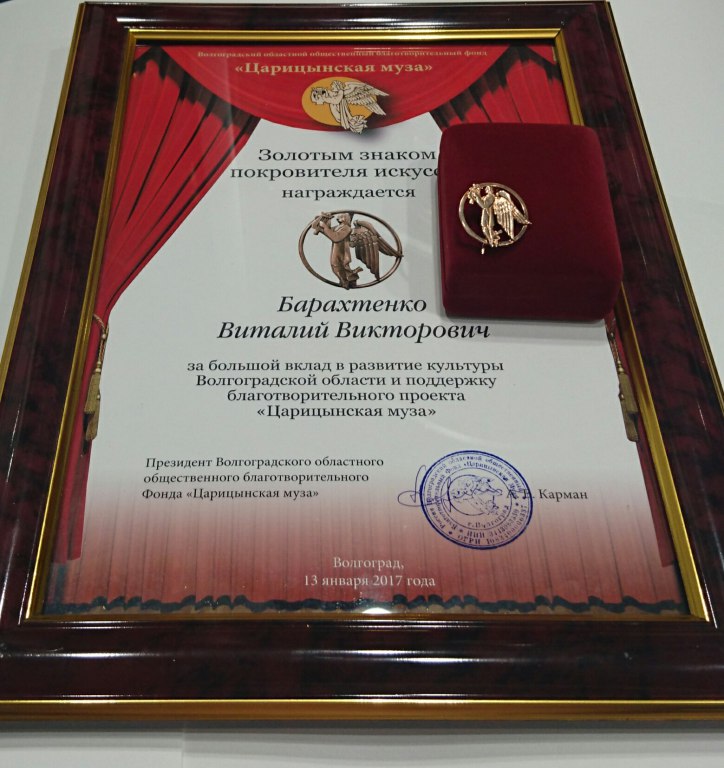 Волгоградский областной общественный благотворительный фонд
«Царицынская муза»
Золотым знаком
покровителя искусс
награждается
Барахтенко
Виталий Викторович
за большой вклад в развитие культуры
Волгоградской области и поддержку
благотворительного проекта
«Царицынская муза»
Президент Волгоградского областного
общественного благотворительного
Фонда «Царицынская муза»
Карман
Волгоград,
13 января 2017 года